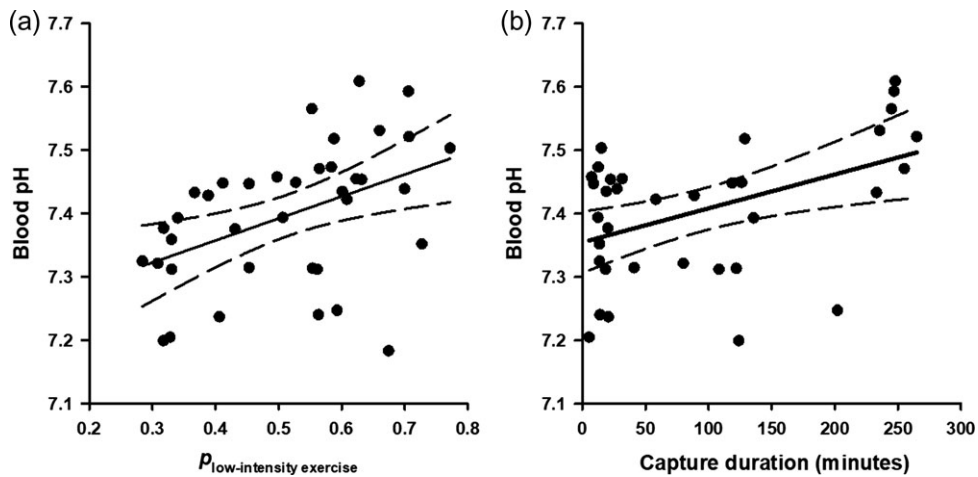 (a)
Blood pH
7.7
7.6
7.5
7.4
7.3
7.2
7.1
0.2 0.3 0.4 0.5 0.6 0.7 0.8
p low-intensity exercise
(b)
Blood pH
7.7
7.6
7.5
7.4
7.3
7.2
7.1
0 50 100 150 200 250 300
Capture duration (minutes)